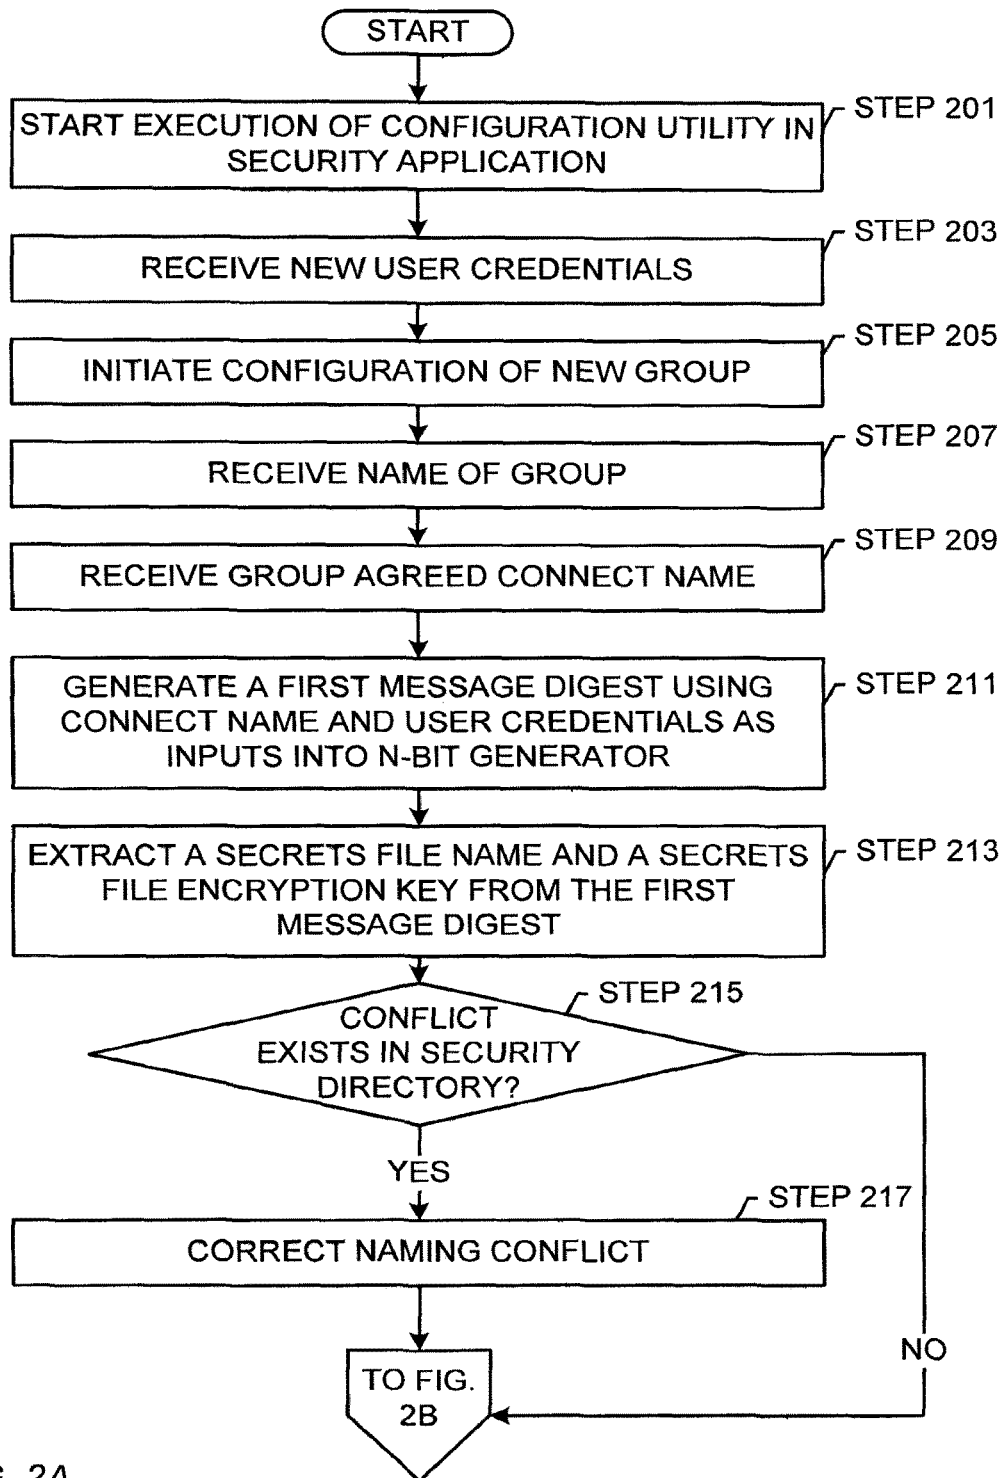 START
STEP 201
START EXECUTION OF CONFIGURATION UTILITY IN
SECURITY APPLICATION
STEP 203
RECEIVE NEW USER CREDENTIALS
STEP 205
INITIATE CONFIGURATION OF NEW GROUP
STEP 207
RECEIVE NAME OF GROUP
STEP 209
RECEIVE GROUP AGREED CONNECT NAME
STEP 211
GENERATE A FIRST MESSAGE DIGEST USING
CONNECT NAME AND USER CREDENTIALS AS
INPUTS INTO N-BIT GENERATOR
STEP 213
EXTRACT A SECRETS FILE NAME AND A SECRETS
FILE ENCRYPTION KEY FROM THE FIRST
MESSAGE DIGEST
STEP 215
CONFLICT
EXISTS IN SECURITY
DIRECTORY?
YES
STEP 217
CORRECT NAMING CONFLICT
NO
TO FIG.
2B
2A